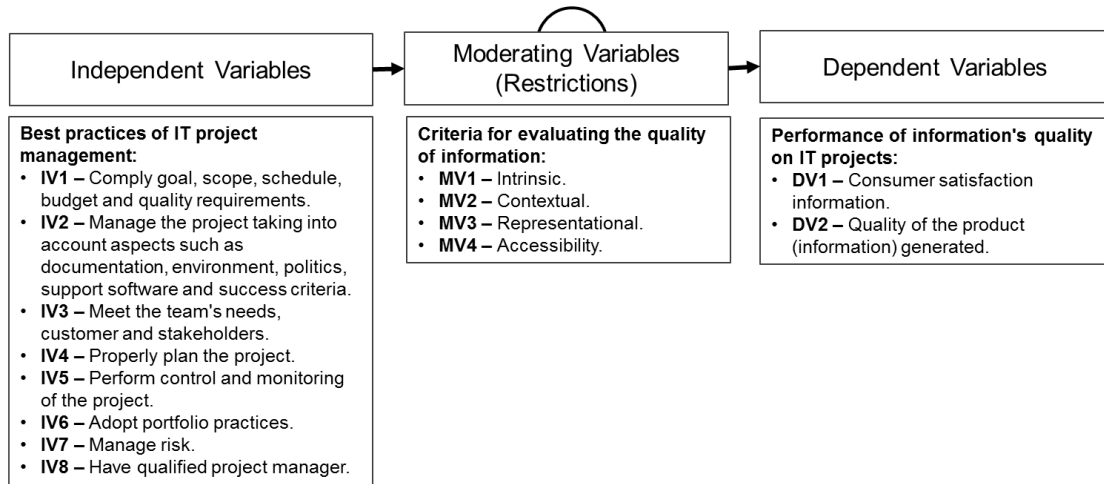 Independent Variables
Moderating Variables
(Restrictions)
Dependent Variables
Best practices of IT project
management:
• IV1 – Comply goal, scope, schedule,
budget and quality requirements.
• IV2 – Manage the project taking into
account aspects such as
documentation, environment, politics,
support software and success criteria.
• IV3 – Meet the team's needs,
customer and stakeholders.
• IV4 – Properly plan the project.
• IV5 – Perform control and monitoring
of the project.
• IV6 – Adopt portfolio practices.
• IV7 – Manage risk.
• IV8 – Have qualified project manager.
Criteria for evaluating the quality
of information:
• MV1 – Intrinsic.
• MV2 – Contextual.
• MV3 – Representational.
• MV4 – Accessibility.
Performance of information's quality
on IT projects:
• DV1 – Consumer satisfaction
information.
• DV2 – Quality of the product
(information) generated.